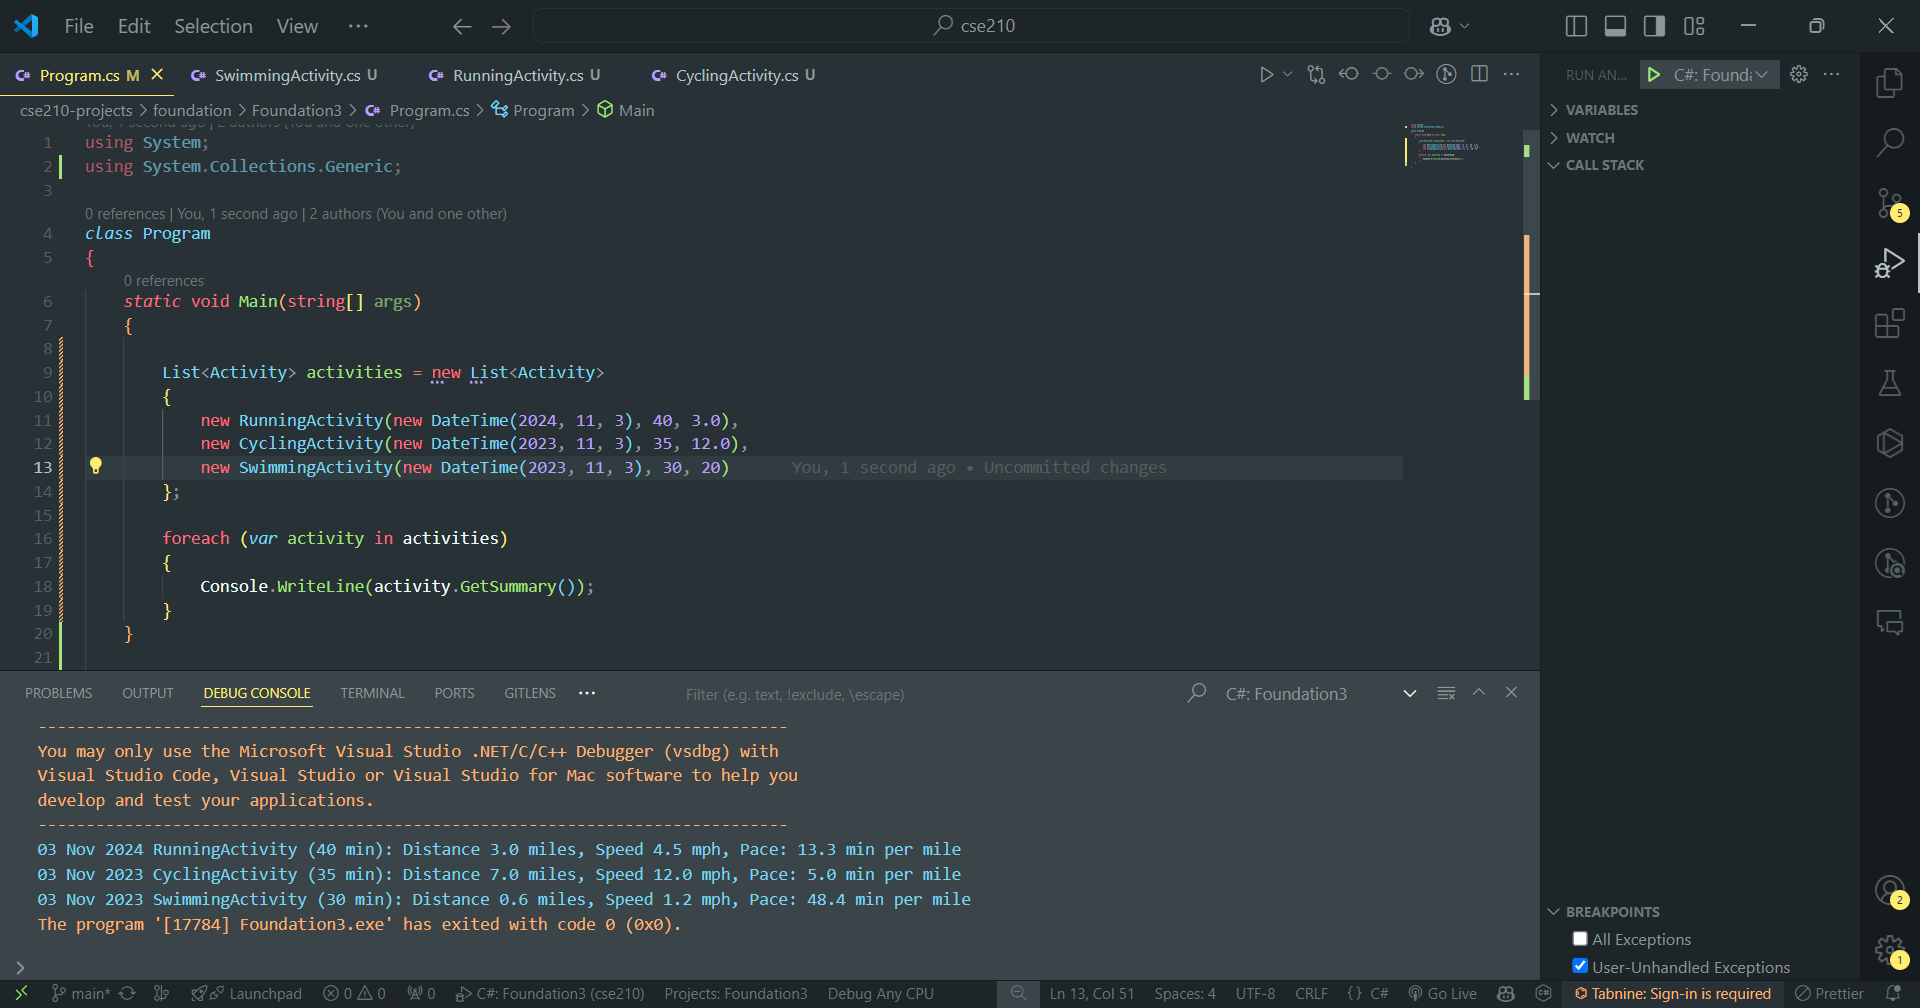 File Edit Selection View ··· cse210
Program.cs M SwimmingActivity.cs U RunningActivity.cs U CyclingActivity.cs U
cse210-projects > foundation > Foundation3 > Program.cs > Program > Main
You, 1 second ago | 2 authors (You and one other)
1 using System;
2 using System.Collections.Generic;
3
0 references | You, 1 second ago | 2 authors (You and one other)
4 class Program
5 {
0 references
6 static void Main(string[] args)
7 {
8
9 List<Activity> activities = new List<Activity>
10 {
11 new RunningActivity(new DateTime(2024, 11, 3), 40, 3.0),
12 new CyclingActivity(new DateTime(2023, 11, 3), 35, 12.0),
13 new SwimmingActivity(new DateTime(2023, 11, 3), 30, 20) You, 1 second ago • Uncommitted changes
14 };
15
16 foreach (var activity in activities)
17 {
18 Console.WriteLine(activity.GetSummary());
19 }
20 }
21
RUN AN... C#: Found:
VARIABLES
WATCH
CALL STACK
5
PROBLEMS OUTPUT DEBUG CONSOLE TERMINAL PORTS GITLENS ··· Filter (e.g. text, !exclude, \escape) C#: Foundation3
------------------------------------------------------------------------------
You may only use the Microsoft Visual Studio .NET/C/C++ Debugger (vsdbg) with
Visual Studio Code, Visual Studio or Visual Studio for Mac software to help you
develop and test your applications.
------------------------------------------------------------------------------
03 Nov 2024 RunningActivity (40 min): Distance 3.0 miles, Speed 4.5 mph, Pace: 13.3 min per mile
03 Nov 2023 CyclingActivity (35 min): Distance 7.0 miles, Speed 12.0 mph, Pace: 5.0 min per mile
03 Nov 2023 SwimmingActivity (30 min): Distance 0.6 miles, Speed 1.2 mph, Pace: 48.4 min per mile
The program '[17784] Foundation3.exe' has exited with code 0 (0x0).
>
BREAKPOINTS
All Exceptions
User-Unhandled Exceptions
2
1
main* Launchpad 0 0 0 C#: Foundation3 (cse210) Projects: Foundation3 Debug Any CPU Ln 13, Col 51 Spaces: 4 UTF-8 CRLF {} C# Go Live Tabnine: Sign-in is required Prettier